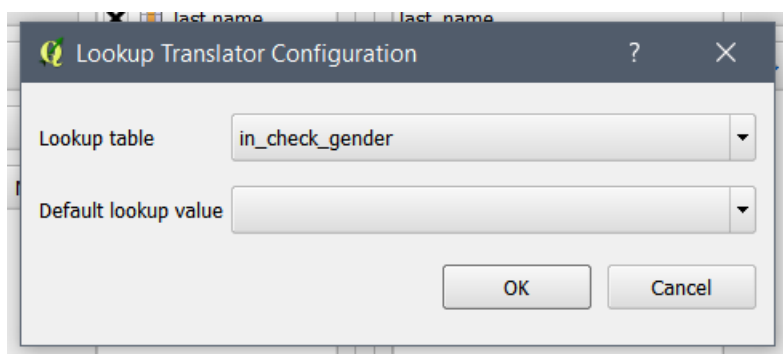 last_name last_name
Lookup Translator Configuration ? ×
Lookup table in_check_gender
Default lookup value
OK Cancel